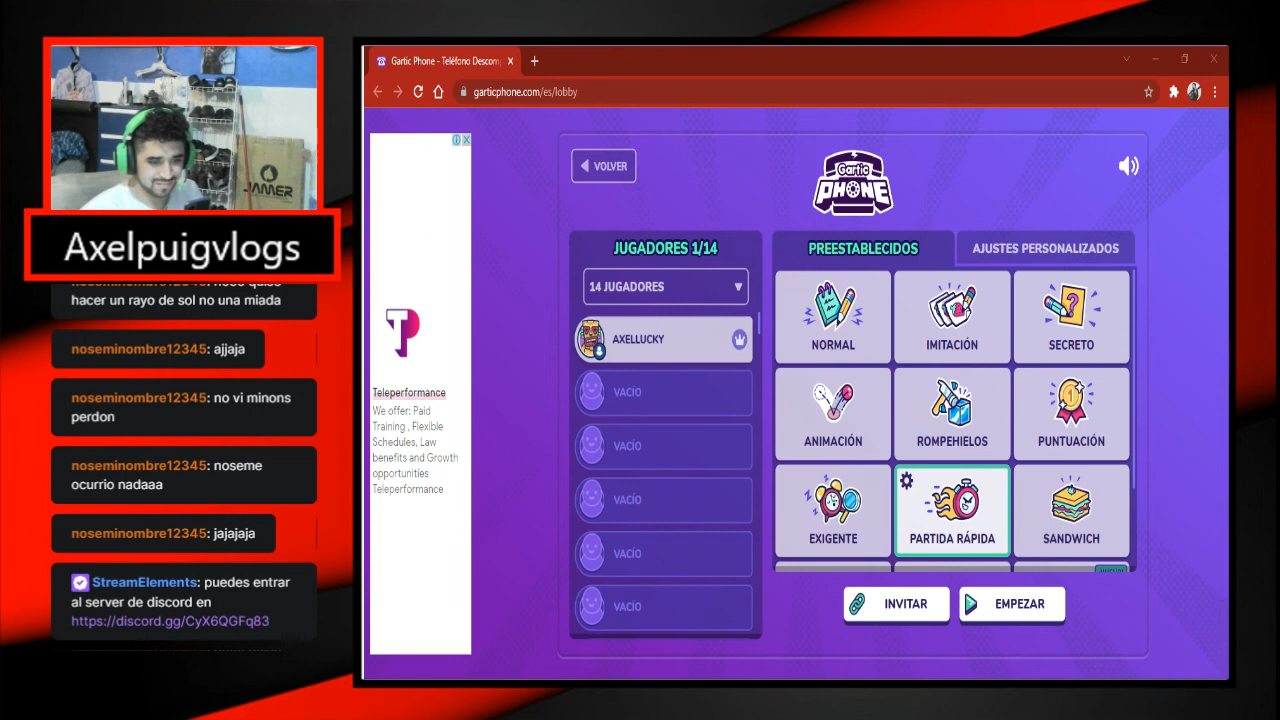 Gartic Phone - Teléfono Descom
garticphone.com/es/lobby
JAMER
Axelpuigvlogs
hacer un rayo de sol no una miada
noseminombre12345: ajjaja
noseminombre12345: no vi minons
perdon
noseminombre12345: noseme
ocurrio nadaaa
noseminombre12345: jajajaja
StreamElements: puedes entrar
al server de discord en
https://discord.gg/CyX6QGFq83
Teleperformance
We offer: Paid
Training , Flexible
Schedules, Law
benefits and Growth
opportunities
Teleperformance
VOLVER
Gartic
PHONE
JUGADORES 1/14
14 JUGADORES
AXELLUCKY
VACÍO
VACÍO
VACÍO
VACÍO
VACÍO
PREESTABLECIDOS
AJUSTES PERSONALIZADOS
NORMAL
IMITACIÓN
SECRETO
ANIMACIÓN
ROMPEHIELOS
PUNTUACIÓN
1
EXIGENTE
PARTIDA RÁPIDA
SANDWICH
INVITAR
EMPEZAR